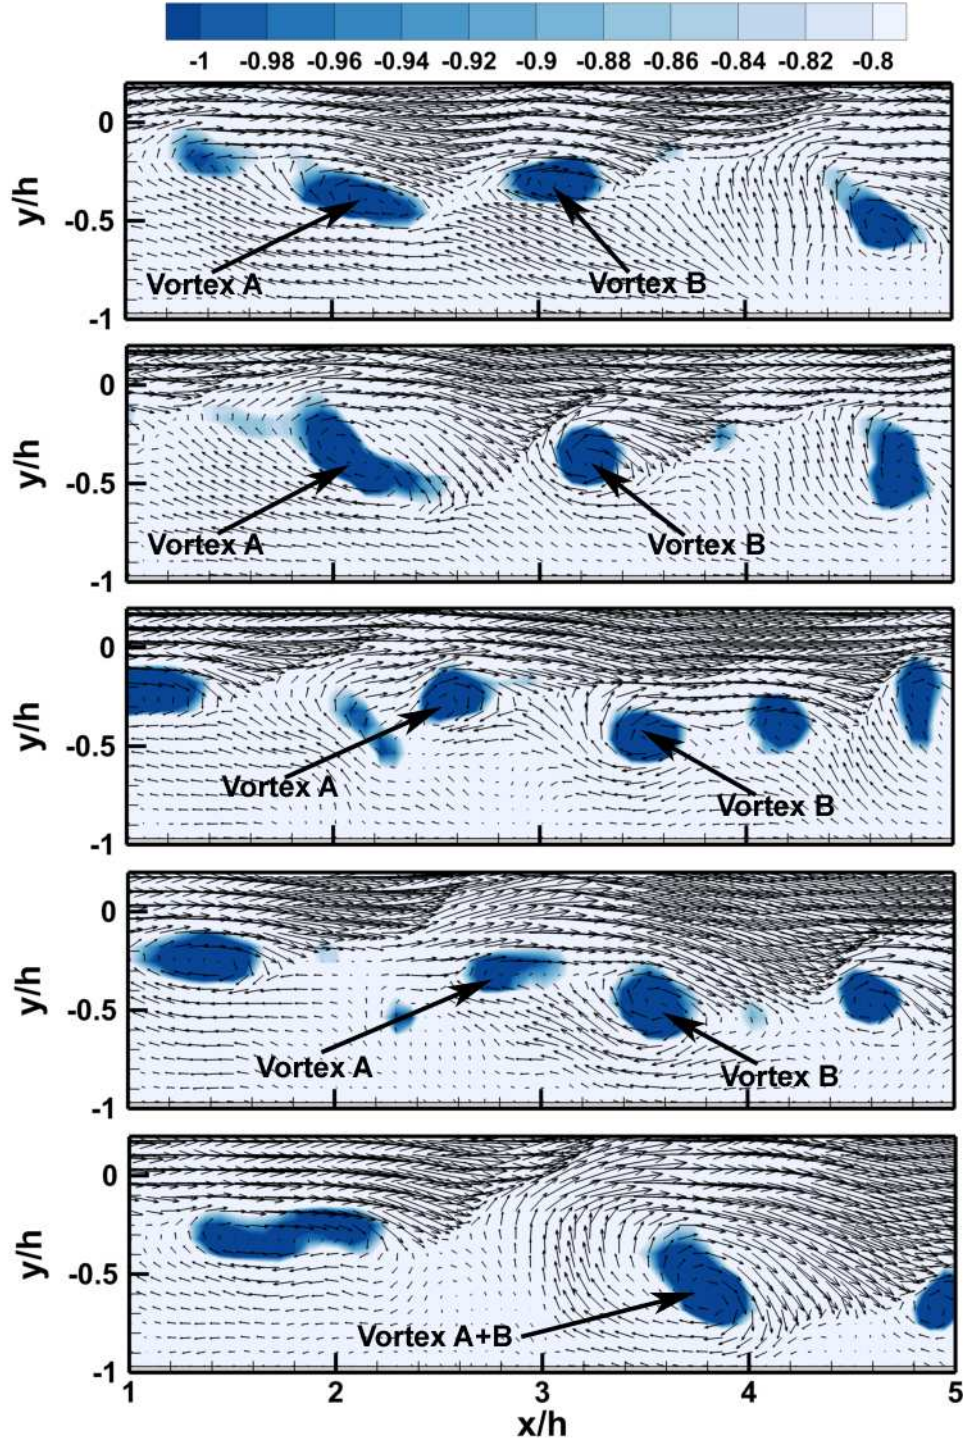 -1 -0.98 -0.96 -0.94 -0.92 -0.9 -0.88 -0.86 -0.84 -0.82 -0.8
0
y/h
-0.5
Vortex A
Vortex B
-1
0
y/h
-0.5
Vortex A
Vortex B
-1
0
y/h
-0.5
Vortex A
Vortex B
-1
0
y/h
-0.5
Vortex A
Vortex B
-1
0
y/h
-0.5
Vortex A+B
-1
1 2 3 4 5
x/h